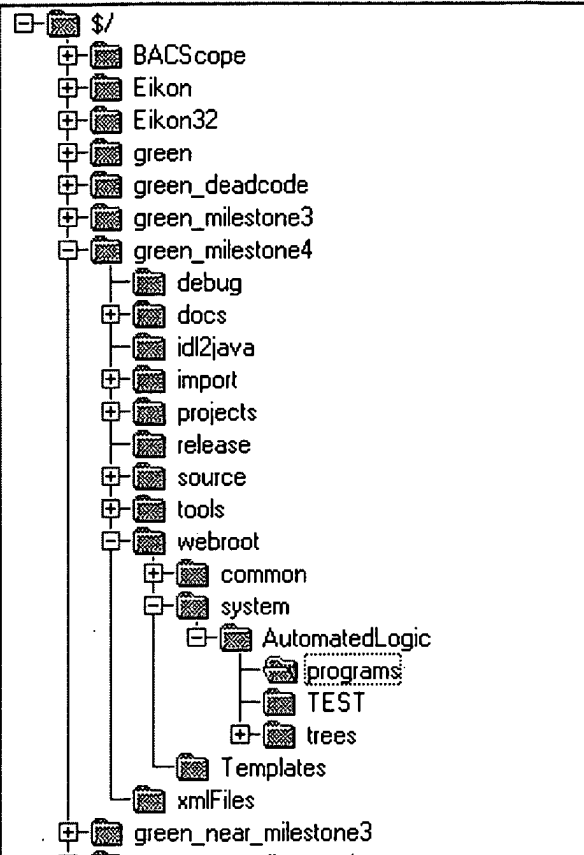 $/
BACScope
Eikon
Eikon32
green
green_deadcode
green_milestone3
green_milestone4
debug
docs
idl2java
import
projects
release
source
tools
webroot
common
system
AutomatedLogic
programs
TEST
trees
Templates
xmlFiles
green_near_milestone3